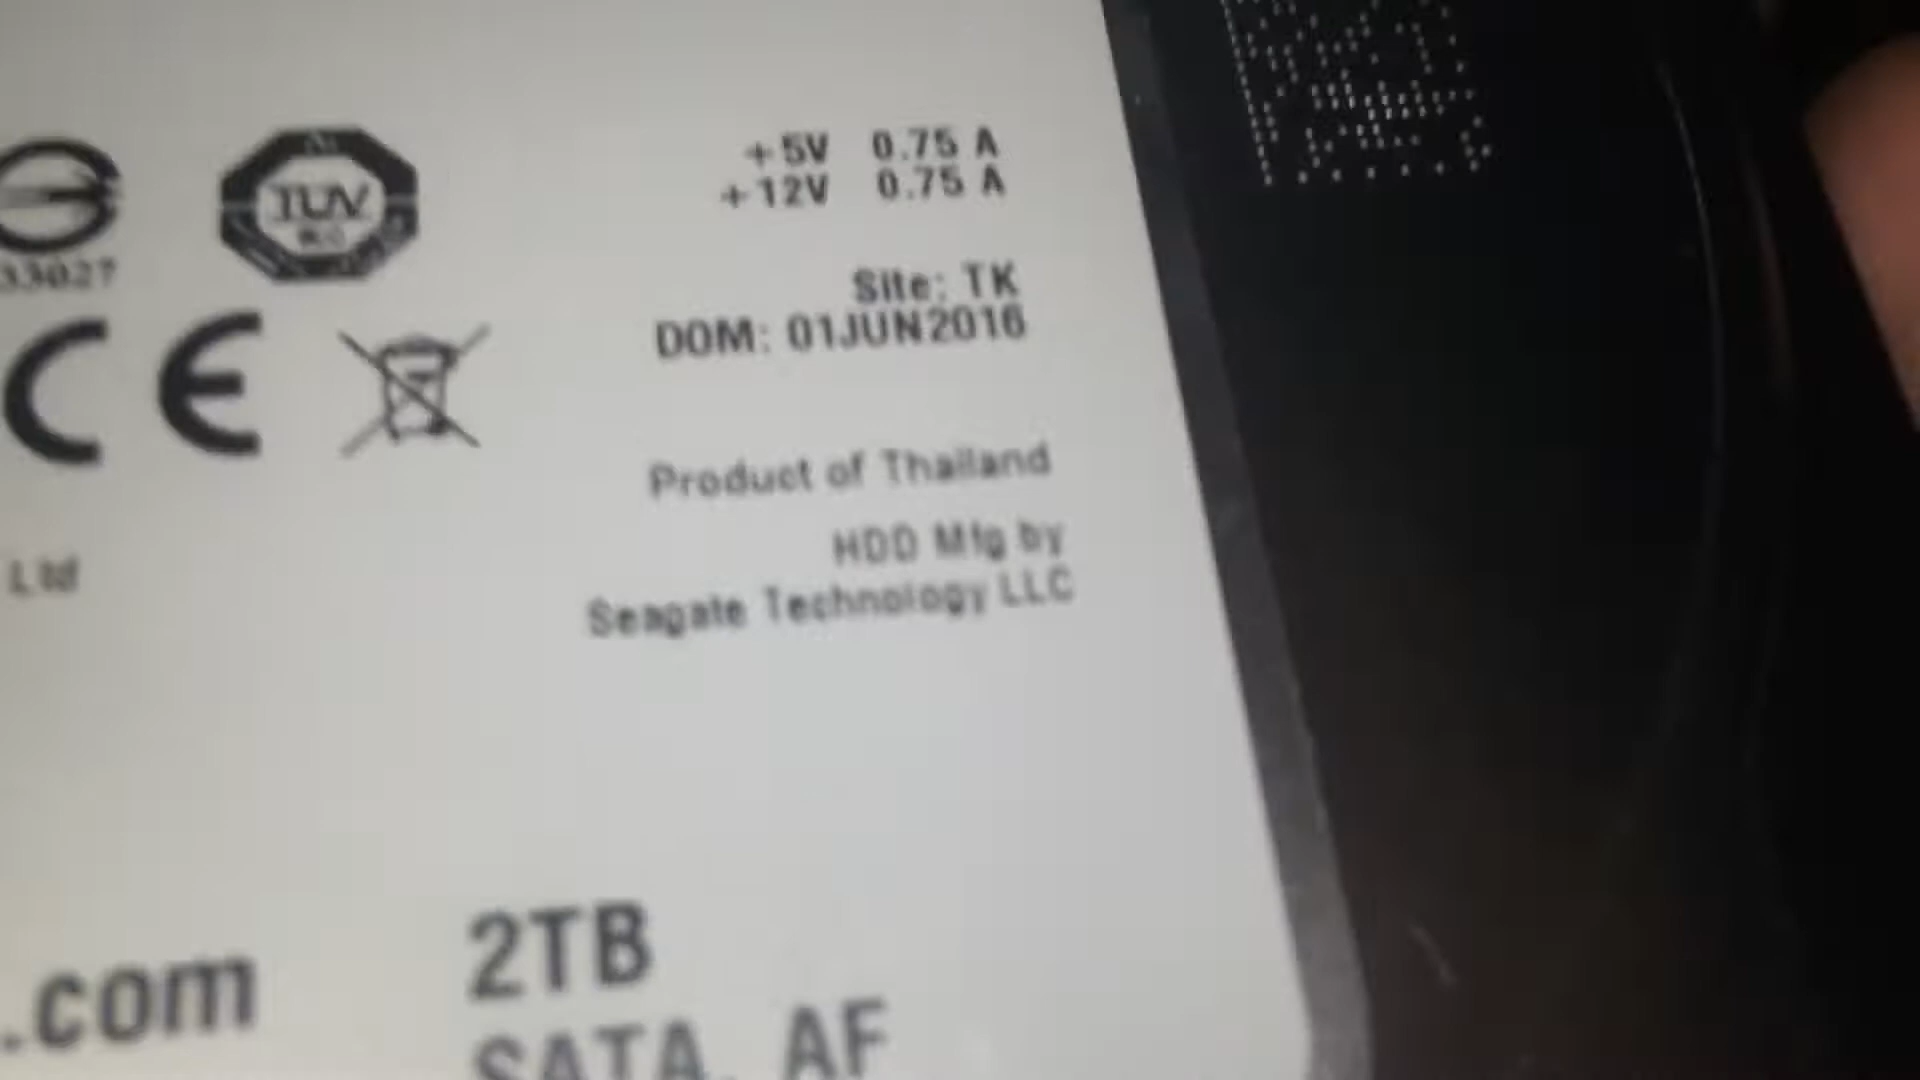 +5V 0.75 A
+12V 0.75 A
33027
TUV
CE
Site: TK
DOM: 01JUN2016
Product of Thailand
HDD Mfg by
Ltd
Seagate Technology LLC
2TB
.com
SATA, AF